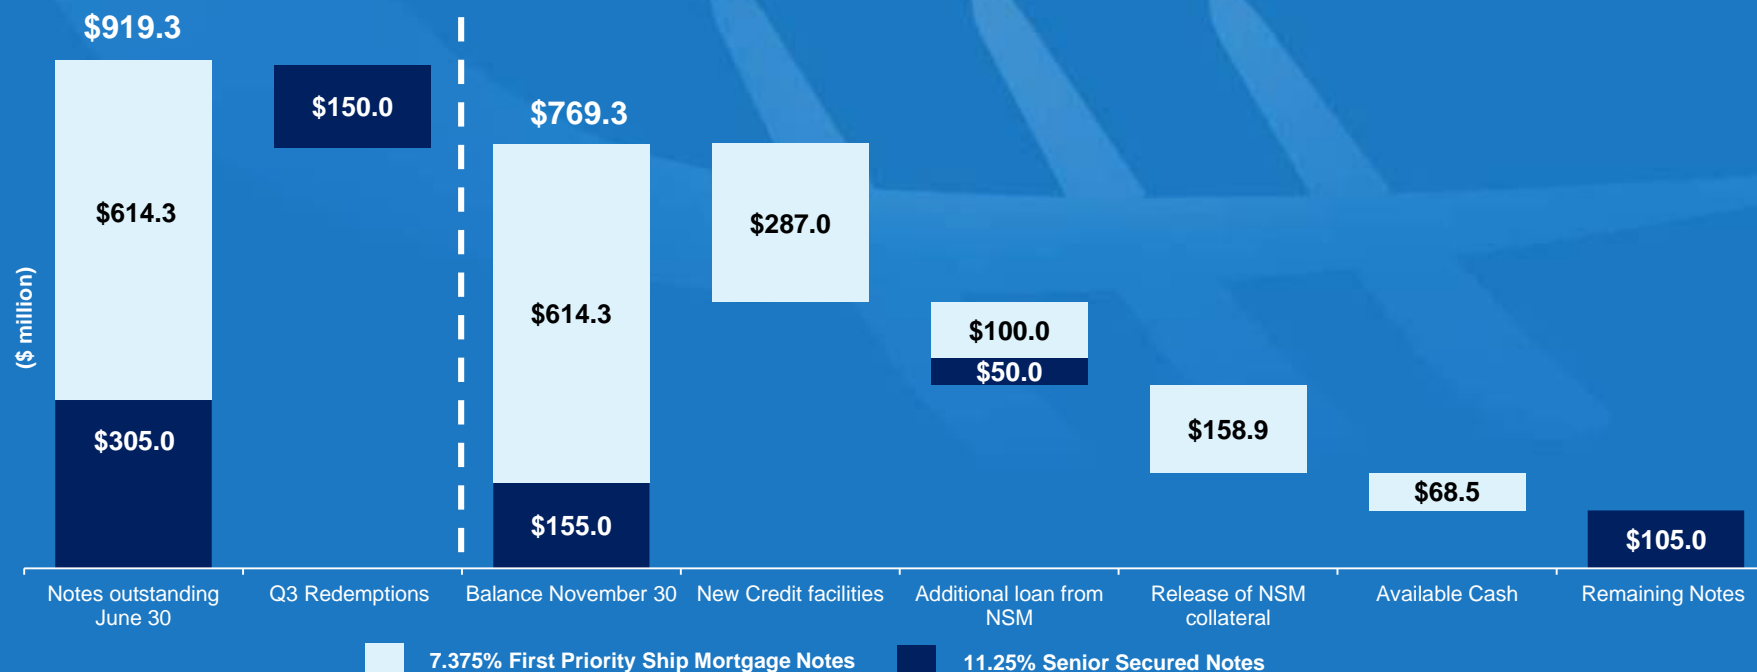 $919.3
$150.0
$769.3
$614.3
$287.0
$614.3
$100.0
$50.0
($ million)
$305.0
$158.9
$68.5
$155.0
$105.0
Notes outstanding
June 30
Q3 Redemptions
Balance November 30
New Credit facilities
Additional loan from
NSM
Release of NSM
collateral
Available Cash
Remaining Notes
7.375% First Priority Ship Mortgage Notes
11.25% Senior Secured Notes